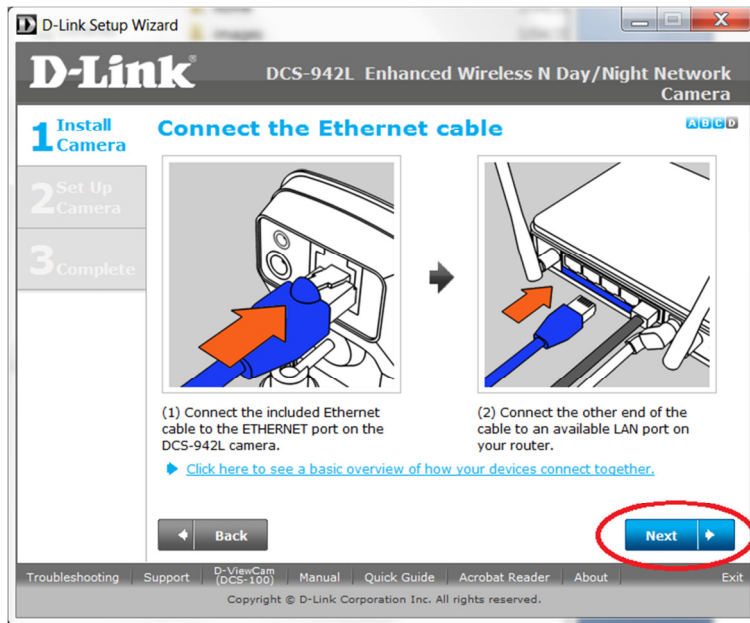 D-Link Setup Wizard
images
D-Link®
DCS-942L Enhanced Wireless N Day/Night Network
Camera
1 Install
Camera
2 Set Up
Camera
3 Complete
Connect the Ethernet cable
A B C D
(1) Connect the included Ethernet
cable to the ETHERNET port on the
DCS-942L camera.
(2) Connect the other end of the
cable to an available LAN port on
your router.
Click here to see a basic overview of how your devices connect together.
Back
Next
Troubleshooting Support D-ViewCam
(DCS-100) Manual Quick Guide Acrobat Reader About Exit
Copyright © D-Link Corporation Inc. All rights reserved.